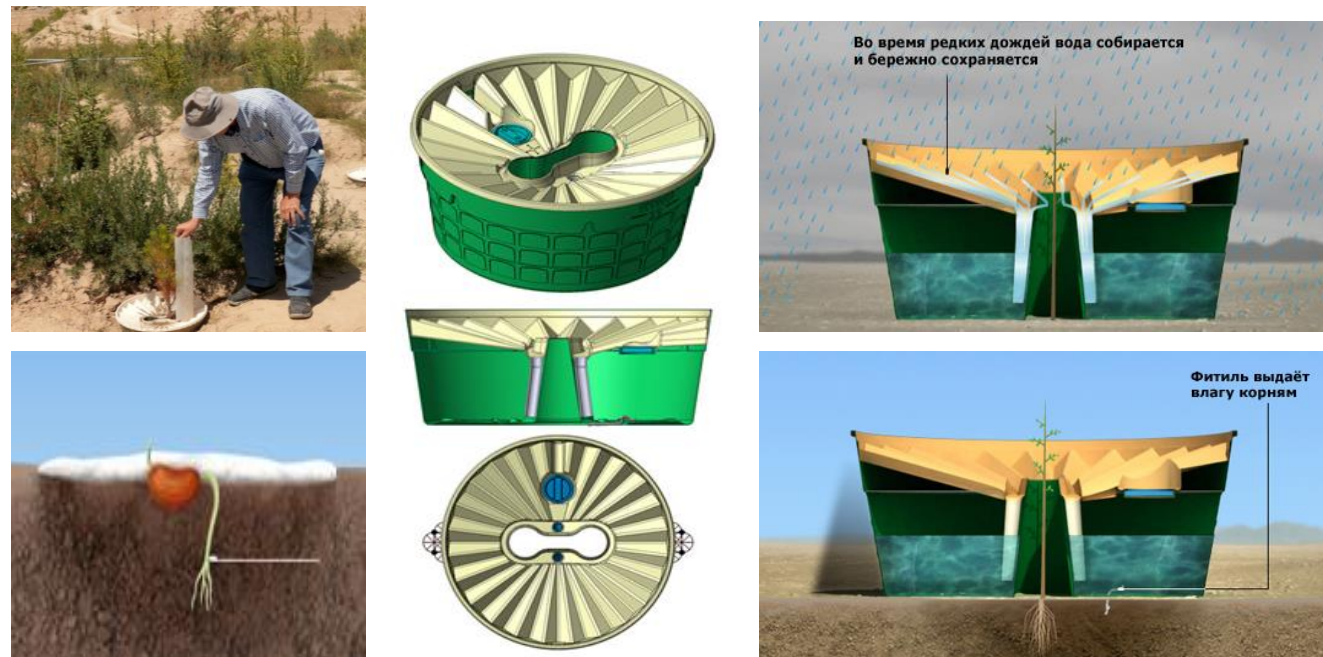 Во время редких дождей вода собирается
и бережно сохраняется
Фитиль выдаёт
влагу корням